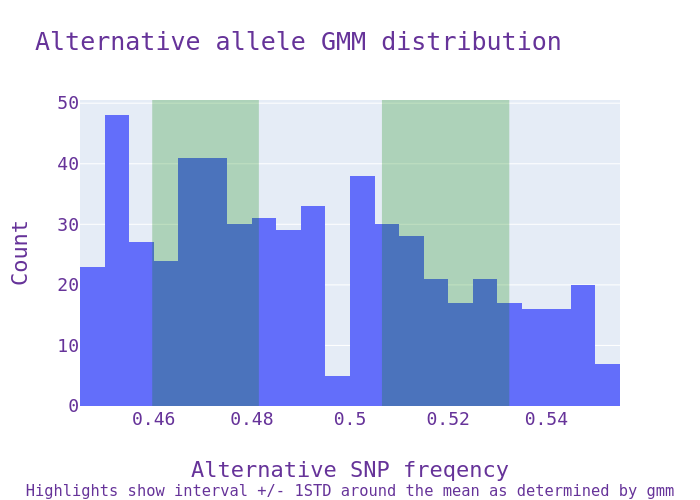 Alternative allele GMM distribution
50
40
30
20
10
0
Count
0.46 0.48 0.5 0.52 0.54
Alternative SNP freqency
Highlights show interval +/- 1STD around the mean as determined by gmm